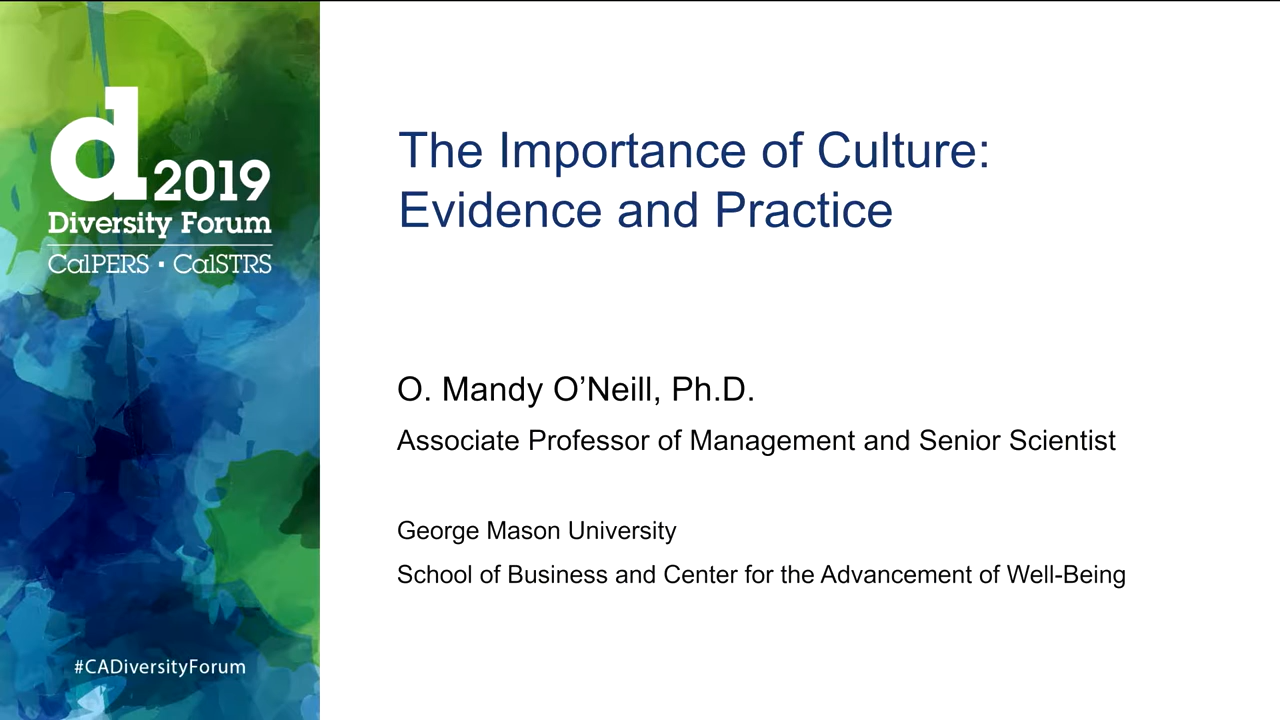 d2019
Diversity Forum
CalPERS ▪ CalSTRS
#CADiversityForum
The Importance of Culture:
Evidence and Practice
O. Mandy O’Neill, Ph.D.
Associate Professor of Management and Senior Scientist
George Mason University
School of Business and Center for the Advancement of Well-Being